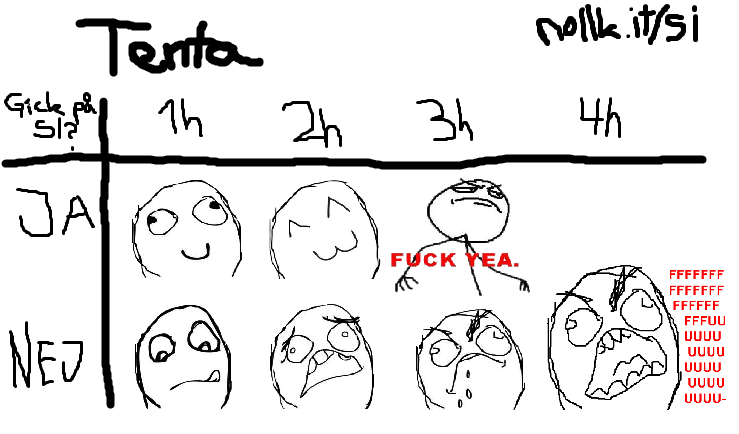 Tenta
nollk.it/si
Gick på
SI?
1h
2h
3h
4h
JA
FUCK YEA.
NEJ
FFFFFFF
FFFFFFF
FFFFFF
FFFUU
UUUU
UUUU
UUUU
UUUU
UUUU-